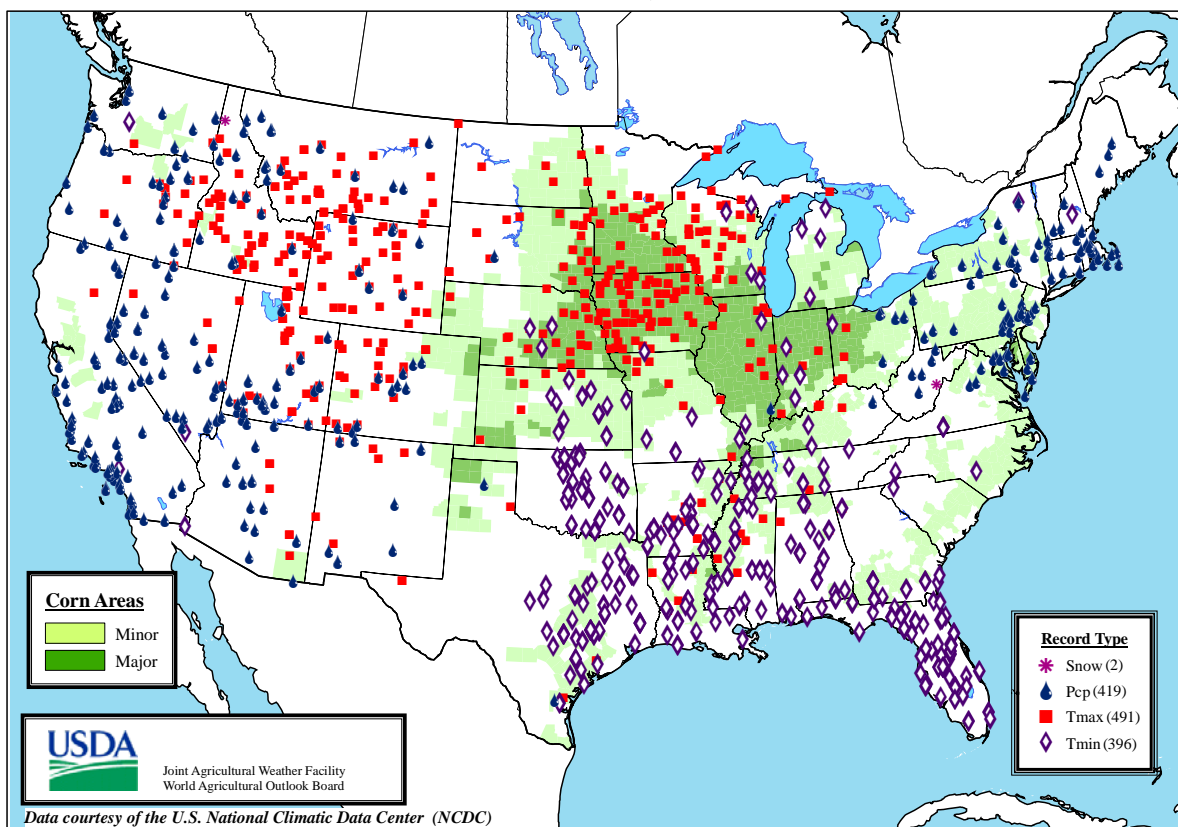 Corn Areas
Minor
Major
Record Type
Snow (2)
Pcp (419)
Tmax (491)
Tmin (396)
USDA
Joint Agricultural Weather Facility
World Agricultural Outlook Board
Data courtesy of the U.S. National Climatic Data Center (NCDC)